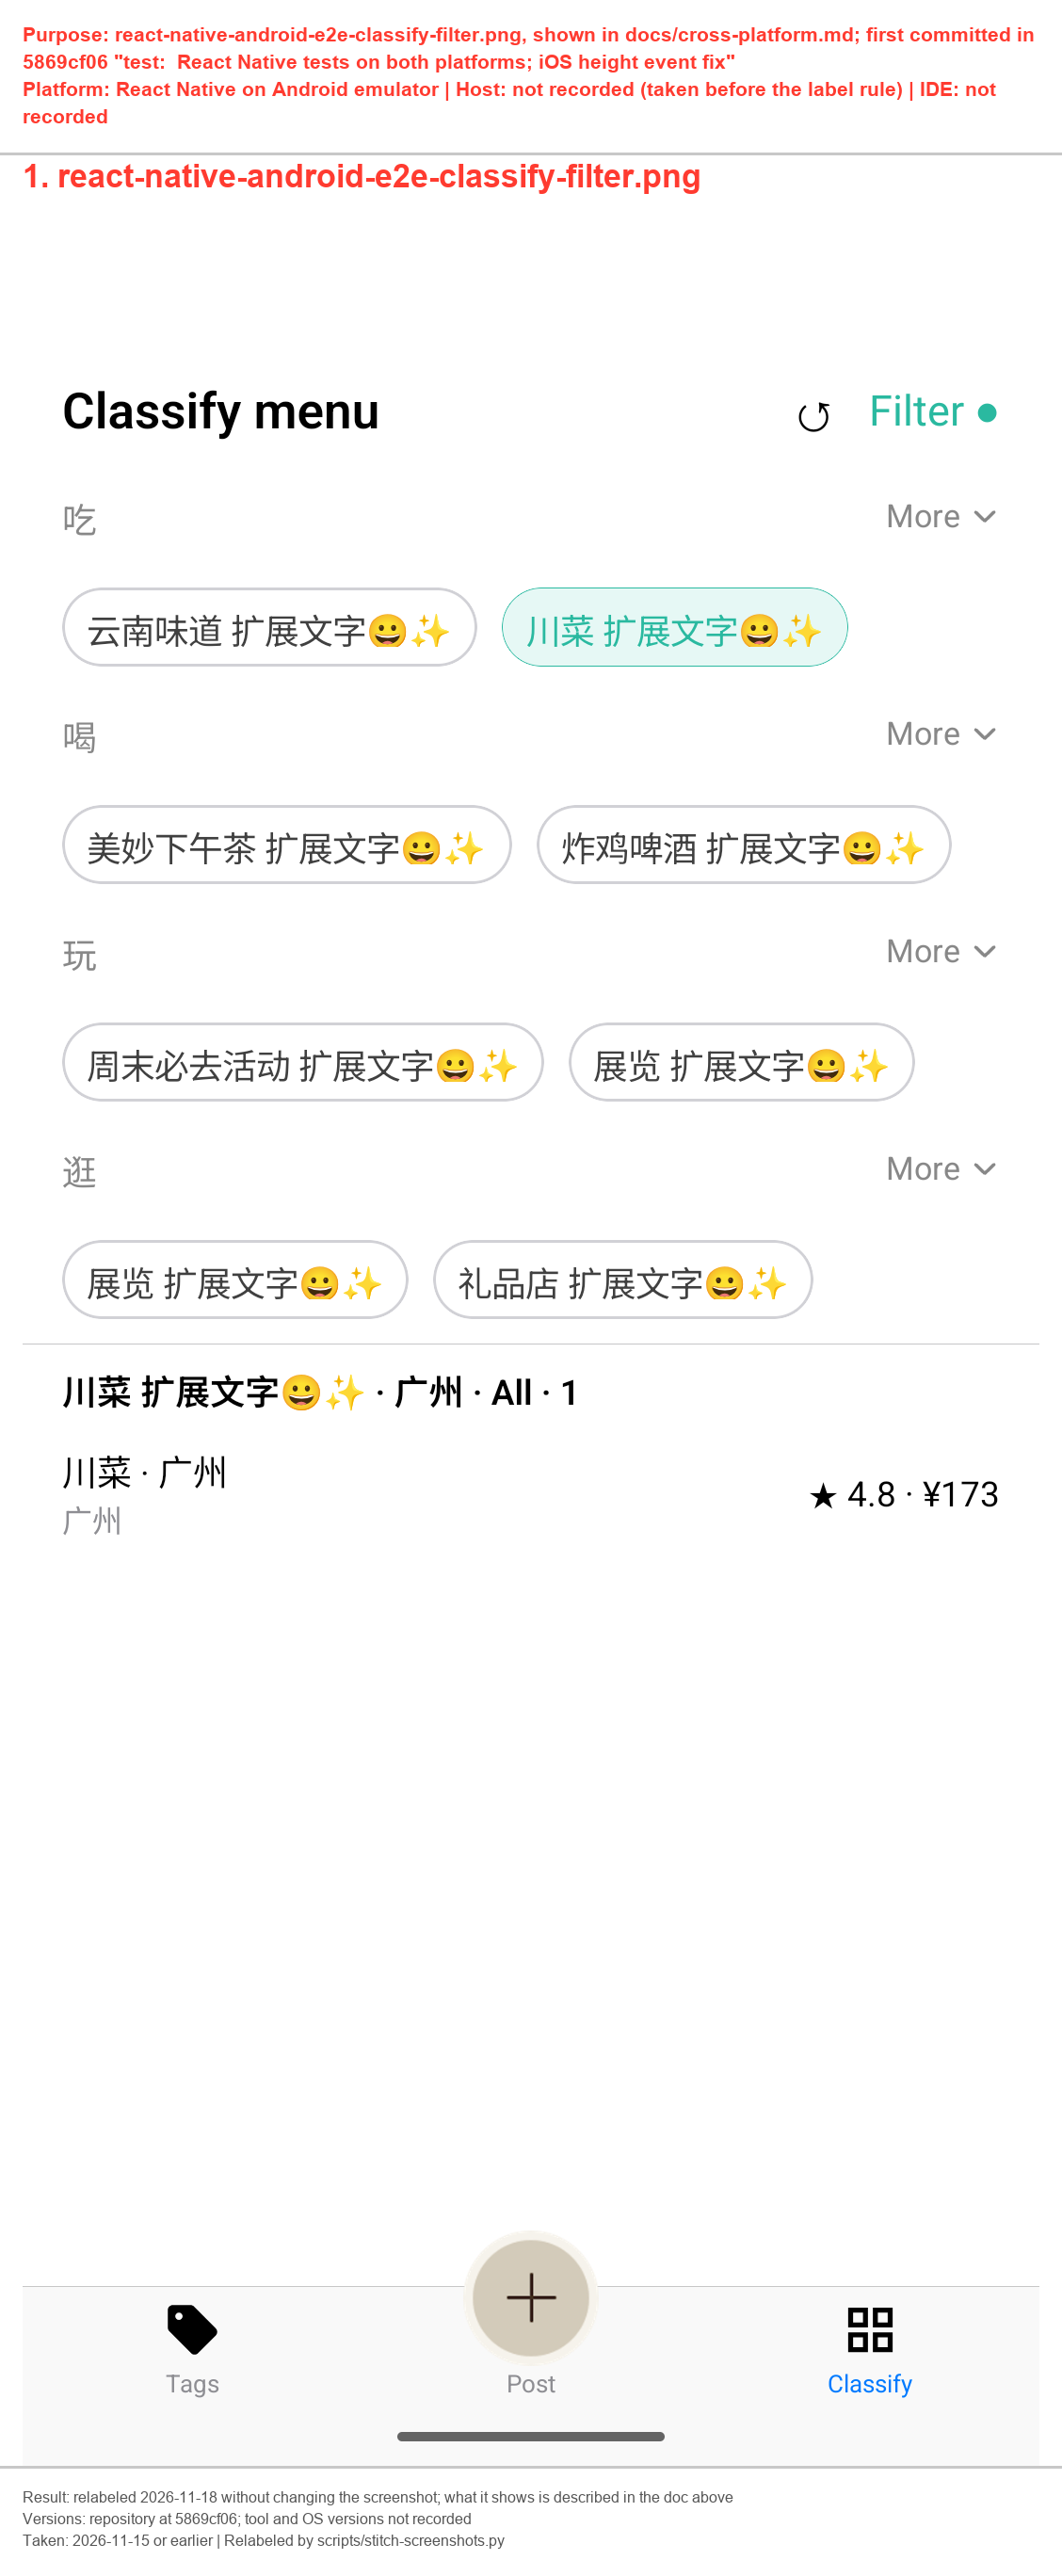 Purpose: react-native-android-e2e-classify-filter.png, shown in docs/cross-platform.md; first committed in
5869cf06 "test:  React Native tests on both platforms; iOS height event fix"
Platform: React Native on Android emulator | Host: not recorded (taken before the label rule) | IDE: not
recorded
1. react-native-android-e2e-classify-filter.png
Classify menu Filter
吃 More
云南味道 扩展文字😀✨ 川菜 扩展文字😀✨
喝 More
美妙下午茶 扩展文字😀✨ 炸鸡啤酒 扩展文字😀✨
玩 More
周末必去活动 扩展文字😀✨ 展览 扩展文字😀✨
逛 More
展览 扩展文字😀✨ 礼品店 扩展文字😀✨
川菜 扩展文字😀✨ · 广州 · All · 1
川菜 · 广州
★ 4.8 · ¥173
广州
Tags Post Classify
Result: relabeled 2026-11-18 without changing the screenshot; what it shows is described in the doc above
Versions: repository at 5869cf06; tool and OS versions not recorded
Taken: 2026-11-15 or earlier | Relabeled by scripts/stitch-screenshots.py